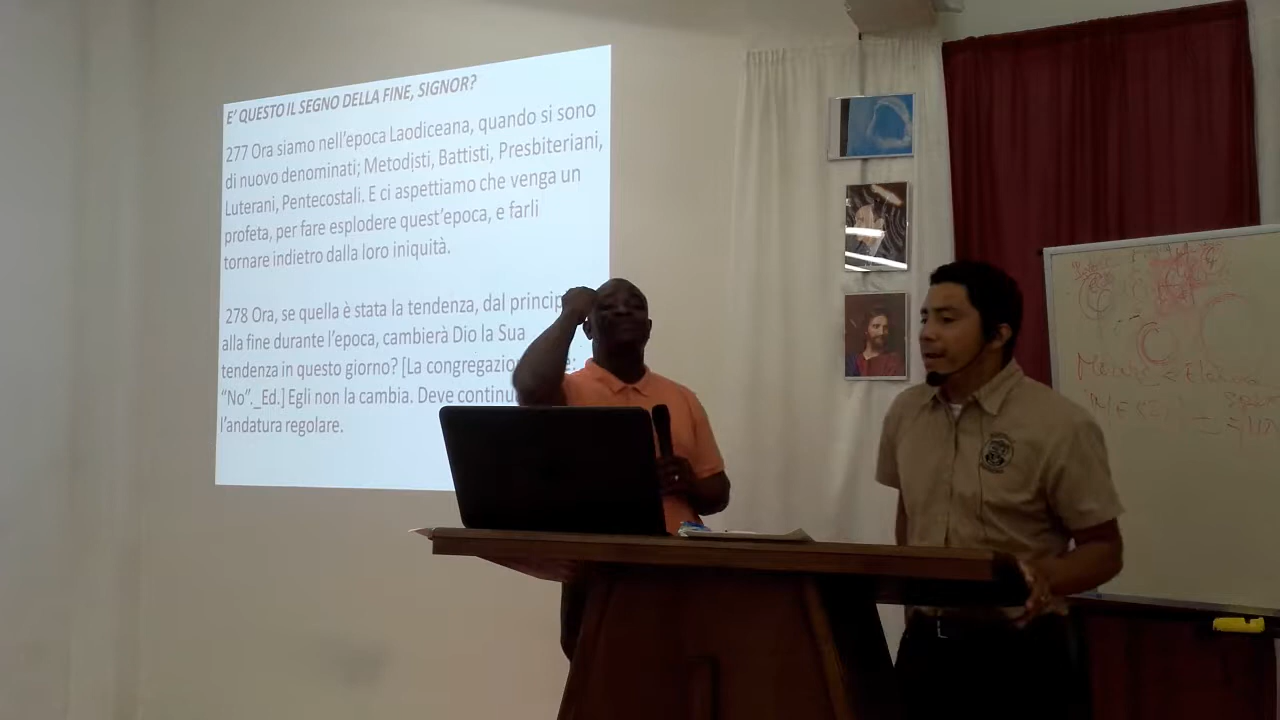 E' QUESTO IL SEGNO DELLA FINE, SIGNOR?
277 Ora siamo nell'epoca Laodiceana, quando si sono
di nuovo denominati; Metodisti, Battisti, Presbiteriani,
Luterani, Pentecostali. E ci aspettiamo che venga un
profeta, per fare esplodere quest'epoca, e farli
tornare indietro dalla loro iniquità.
278 Ora, se quella è stata la tendenza, dal princip
alla fine durante l'epoca, cambierà Dio la Sua
tendenza in questo giorno? [La congregazio
"No"._Ed.] Egli non la cambia. Deve continu
l'andatura regolare.